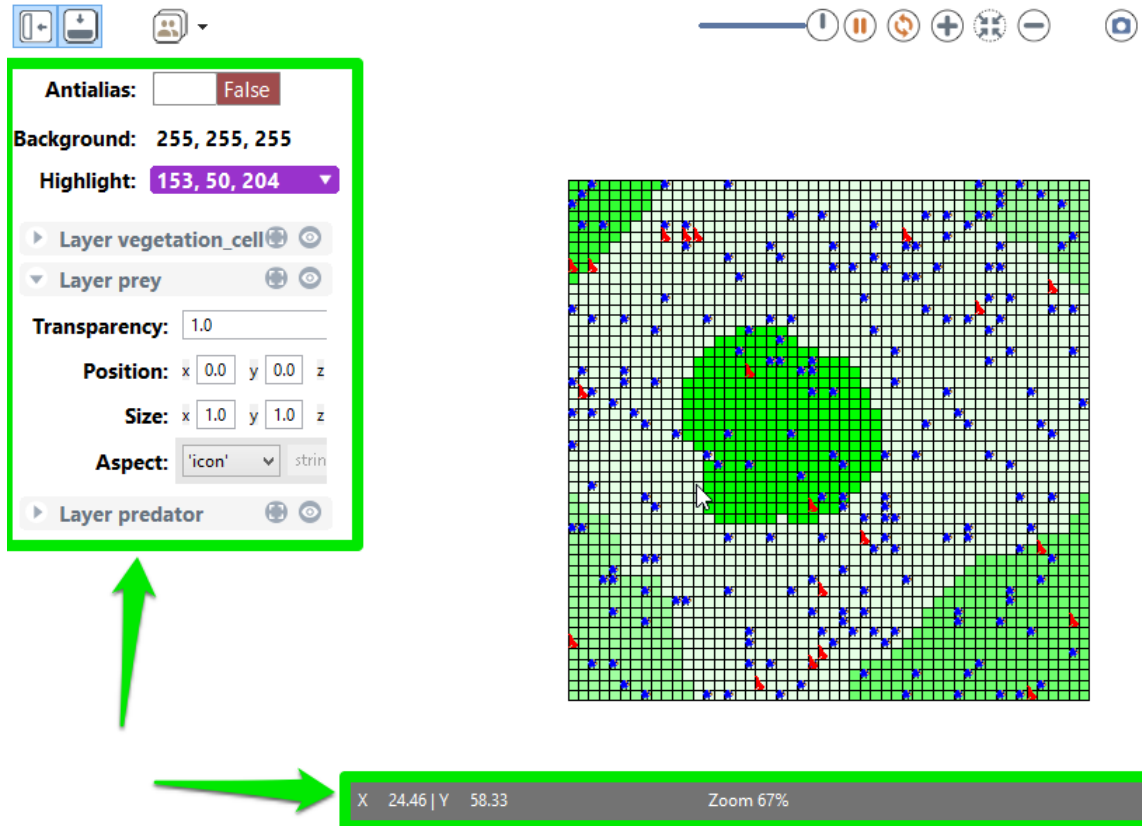 Antialias: False
Background: 255, 255, 255
Highlight: 153, 50, 204
Layer vegetation_cell
Layer prey
Transparency: 1.0
Position: x 0.0 y 0.0 z
Size: x 1.0 y 1.0 z
Aspect: 'icon' strin
Layer predator
X 24.46 | Y 58.33 Zoom 67%